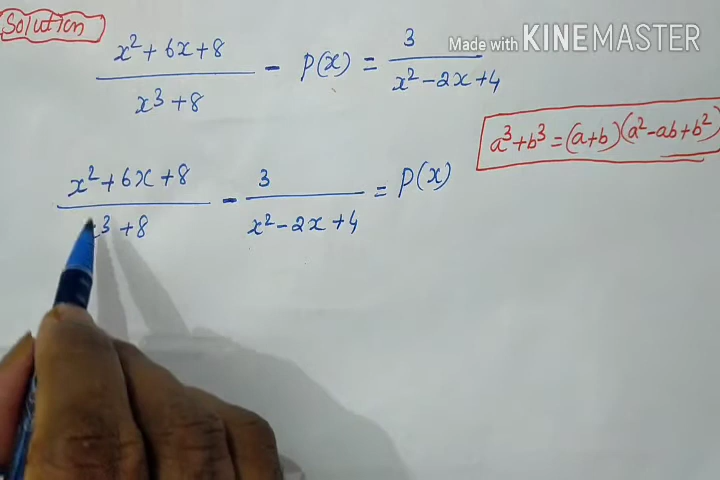 Solution
x² + 6x + 8 / x³ + 8 - P(x) = 3 / x² - 2x + 4
Made with KINEMASTER
a³ + b³ = (a+b)(a² - ab + b²)
x² + 6x + 8 / x³ + 8 - 3 / x² - 2x + 4 = P(x)